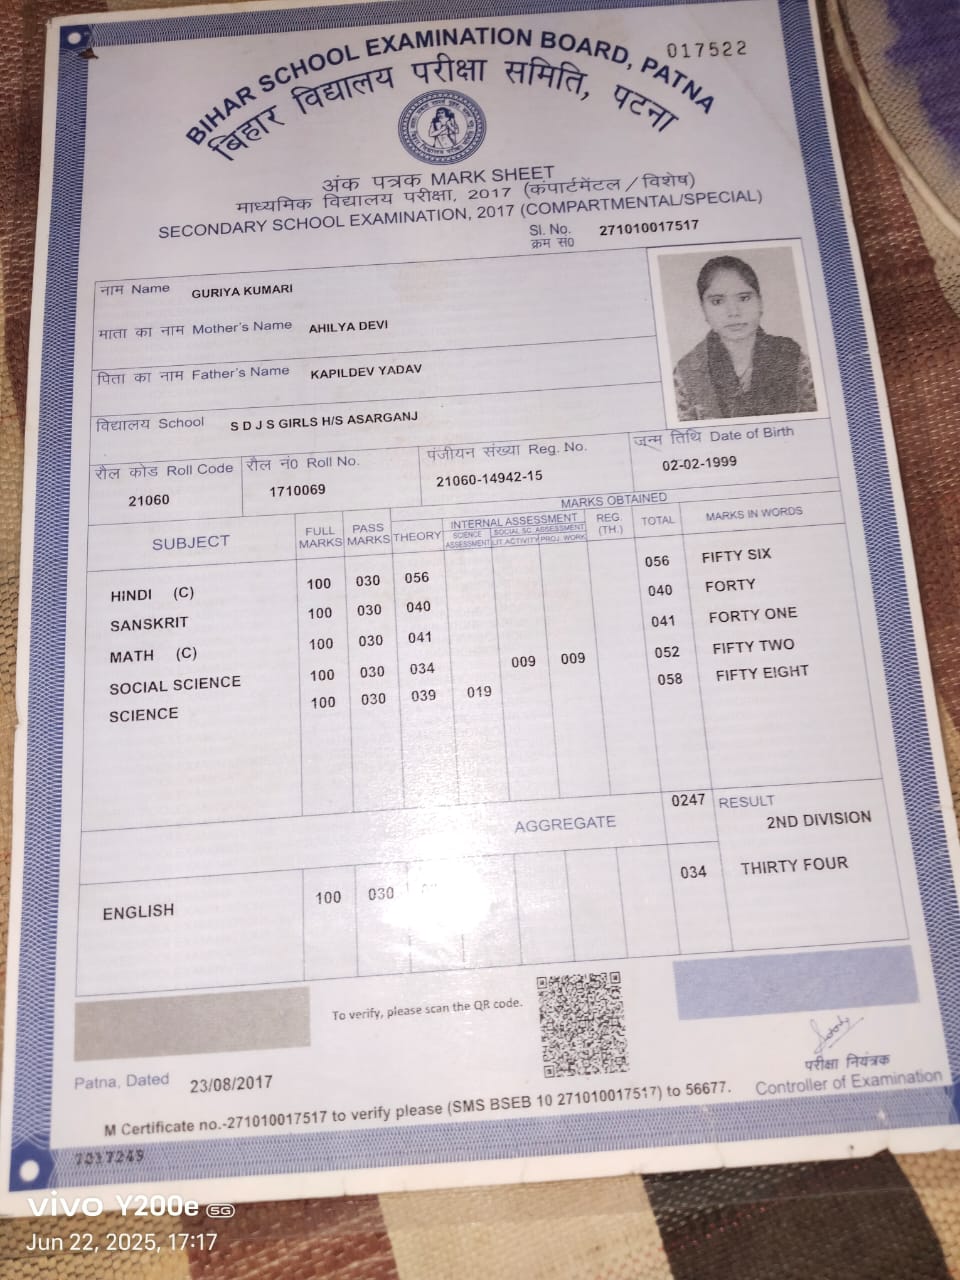 BIHAR SCHOOL EXAMINATION BOARD, PATNA
017522
बिहार विद्यालय परीक्षा समिति, पटना
अंक पत्रक MARK SHEET
माध्यमिक विद्यालय परीक्षा, 2017 (कंपार्टमेंटल / विशेष)
SECONDARY SCHOOL EXAMINATION, 2017 (COMPARTMENTAL/SPECIAL)
Sl. No. 271010017517
क्रम सं0
नाम Name GURIYA KUMARI
माता का नाम Mother's Name AHILYA DEVI
पिता का नाम Father's Name KAPILDEV YADAV
विद्यालय School S D J S GIRLS H/S ASARGANJ
रौल कोड Roll Code रौल नं0 Roll No. पंजीयन संख्या Reg. No. जन्म तिथि Date of Birth
21060 1710069 21060-14942-15 02-02-1999
MARKS OBTAINED
SUBJECT FULL MARKS PASS MARKS THEORY INTERNAL ASSESSMENT REG. (TH.) TOTAL MARKS IN WORDS
SCIENCE ASSESSMENT SOCIAL SC. ASSESSMENT LIT ACTIVITY PROJ. WORK
HINDI (C) 100 030 056 056 FIFTY SIX
SANSKRIT 100 030 040 040 FORTY
MATH (C) 100 030 041 041 FORTY ONE
SOCIAL SCIENCE 100 030 034 009 009 052 FIFTY TWO
SCIENCE 100 030 039 019 058 FIFTY EIGHT
AGGREGATE 0247 RESULT
2ND DIVISION
ENGLISH 100 030 034 THIRTY FOUR
To verify, please scan the QR code.
परीक्षा नियंत्रक
Patna, Dated 23/08/2017 Controller of Examination
M Certificate no.-271010017517 to verify please (SMS BSEB 10 271010017517) to 56677.
7017249
vivo Y200e 5G
Jun 22, 2025, 17:17